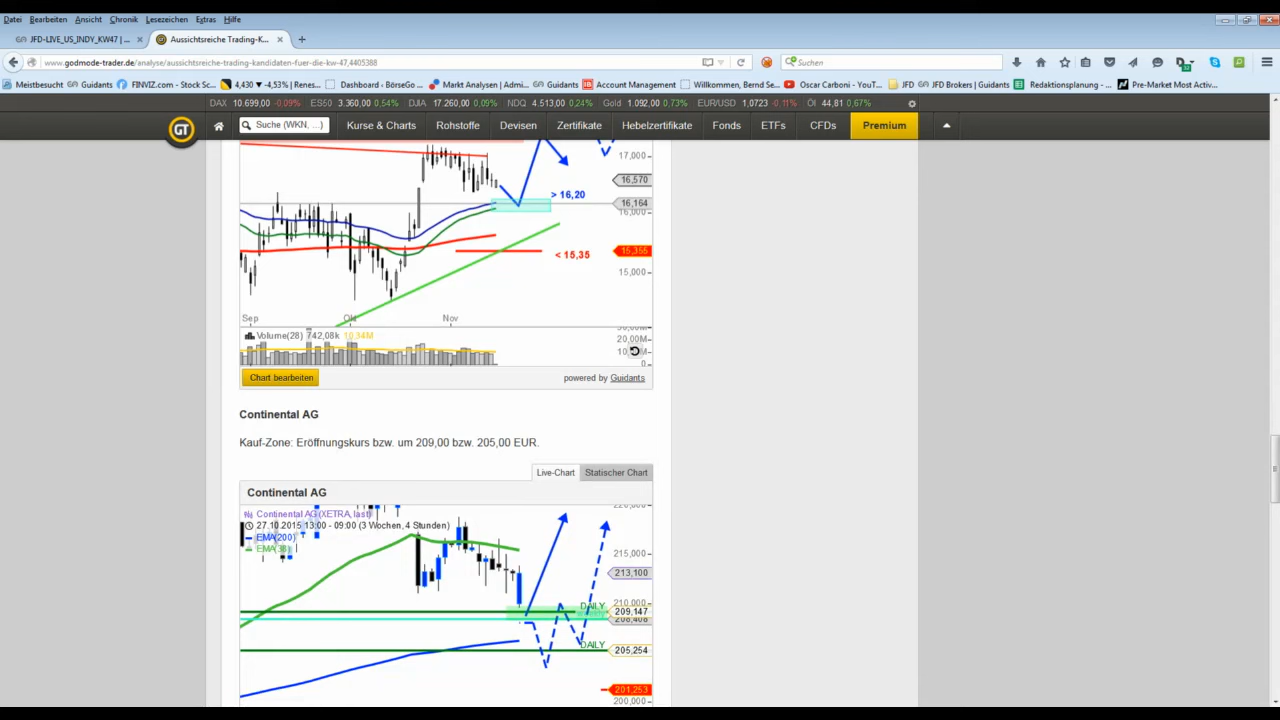 Datei Bearbeiten Ansicht Chronik Lesezeichen Extras Hilfe
JFD-LIVE_US_INDY_KW47 | ... × Aussichtsreiche Trading-K... × +
www.godmode-trader.de/analyse/aussichtsreiche-trading-kandidaten-fuer-die-kw-47,4405388 Suchen
Meistbesucht Guidants FINVIZ.com - Stock Sc... 4,430 -4,53% | Renes... Dashboard - BörseGo ... Markt Analysen | Admi... Guidants Account Management ... Willkommen, Bernd Se... Oscar Carboni - YouT... JFD JFD Brokers | Guidants Redaktionsplanung - ... Pre-Market Most Activ...
DAX 10.699,00 -0.09% ES50 3.360,00 0,54% DJIA 17.260,00 0,09% NDQ 4.513,00 0,24% Gold 1.092,00 0,73% EUR/USD 1,0723 -0.11% Öl 44,81 0,67%
GT Suche (WKN, ...) Kurse & Charts Rohstoffe Devisen Zertifikate Hebelzertifikate Fonds ETFs CFDs Premium
17,000
16,570
> 16,20
16,164
16,000
15,355
< 15,35
15,000
Sep Okt Nov
Volume(28) 742,08k 10,34M
20,00M
0
Chart bearbeiten powered by Guidants
Continental AG
Kauf-Zone: Eröffnungskurs bzw. um 209,00 bzw. 205,00 EUR.
Live-Chart Statischer Chart
Continental AG
Continental AG (XETRA, last)
27.10.2015 13:00 - 09:00 (3 Wochen, 4 Stunden)
EMA(200)
EMA(38)
220,000
215,000
213,100
210,000
DAILY
209,147
208,408
DAILY
205,254
201,253
200,000